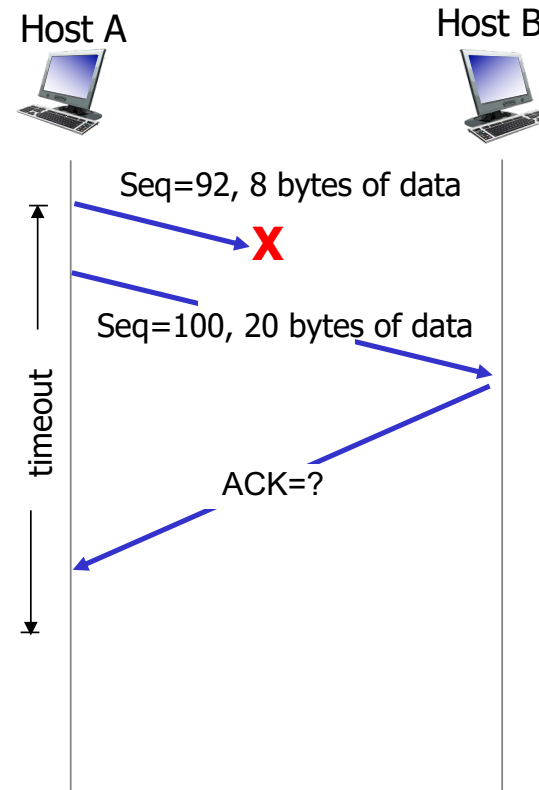 Host A
Host B
Seq=92, 8 bytes of data
X
Seq=100, 20 bytes of data
timeout
ACK=?